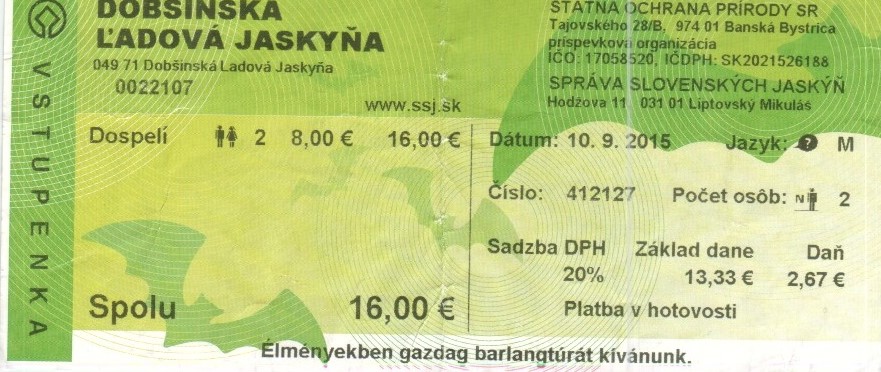 VSTUPENKA
DOBŠINSKÁ
ĽADOVÁ JASKYŇA
049 71 Dobšinská Ladová Jaskyňa
0022107
www.ssj.sk
ŠTÁTNA OCHRANA PRÍRODY SR
Tajovského 28/B, 974 01 Banská Bystrica
príspevková organizácia
IČO: 17058520, IČDPH: SK2021526188
SPRÁVA SLOVENSKÝCH JASKÝŇ
Hodžova 11, 031 01 Liptovský Mikuláš
Dospelí 2 8,00 € 16,00 €
Spolu 16,00 €
Dátum: 10. 9. 2015 Jazyk: ? M
Číslo: 412127 Počet osôb: N 2
Sadzba DPH Základ dane Daň
20% 13,33 € 2,67 €
Platba v hotovosti
Élményekben gazdag barlangtúrát kívánunk.